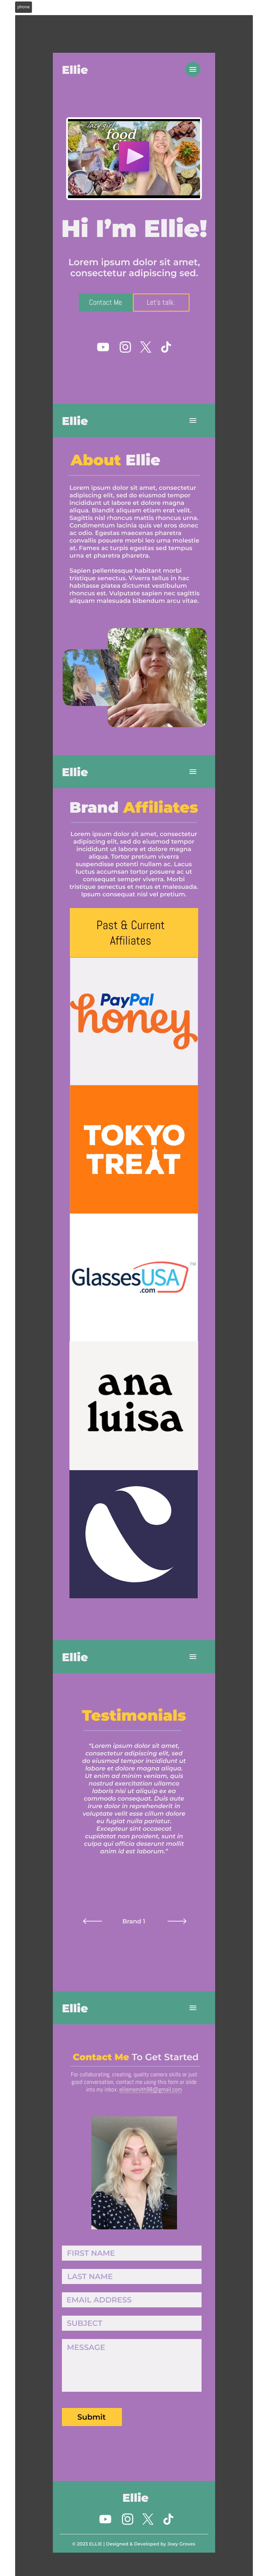 phone
Ellie
lazy girl
food
Hi I'm Ellie!
Lorem ipsum dolor sit amet,
consectetur adipiscing sed.
Contact Me
Let's talk.
Ellie
About Ellie
Lorem ipsum dolor sit amet, consectetur
adipiscing elit, sed do eiusmod tempor
incididunt ut labore et dolore magna
aliqua. Blandit aliquam etiam erat velit.
Sagittis nisl rhoncus mattis rhoncus urna.
Condimentum lacinia quis vel eros donec
ac odio. Egestas maecenas pharetra
convallis posuere morbi leo urna molestie
at. Fames ac turpis egestas sed tempus
urna et pharetra pharetra.
Sapien pellentesque habitant morbi
tristique senectus. Viverra tellus in hac
habitasse platea dictumst vestibulum
rhoncus est. Vulputate sapien nec sagittis
aliquam malesuada bibendum arcu vitae.
Ellie
Brand Affiliates
Lorem ipsum dolor sit amet, consectetur
adipiscing elit, sed do eiusmod tempor
incididunt ut labore et dolore magna
aliqua. Tortor pretium viverra
suspendisse potenti nullam ac. Lacus
luctus accumsan tortor posuere ac ut
consequat semper viverra. Morbi
tristique senectus et netus et malesuada.
Ipsum consequat nisl vel pretium.
Past & Current
Affiliates
PayPal
honey
TOKYO
TREAT
GlassesUSA
.com
ana
luisa
Ellie
Testimonials
"Lorem ipsum dolor sit amet,
consectetur adipiscing elit, sed
do eiusmod tempor incididunt ut
labore et dolore magna aliqua.
Ut enim ad minim veniam, quis
nostrud exercitation ullamco
laboris nisi ut aliquip ex ea
commodo consequat. Duis aute
irure dolor in reprehenderit in
voluptate velit esse cillum dolore
eu fugiat nulla pariatur.
Excepteur sint occaecat
cupidatat non proident, sunt in
culpa qui officia deserunt mollit
anim id est laborum."
Brand 1
Ellie
Contact Me To Get Started
For collaborating, creating, quality camera skills or just
good conversation, contact me using this form or slide
FIRST NAME
LAST NAME
EMAIL ADDRESS
SUBJECT
MESSAGE
Submit
Ellie
© 2023 ELLIE | Designed & Developed by Joey Groves